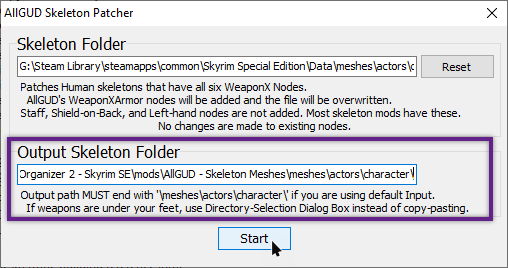 AllGUD Skeleton Patcher
Skeleton Folder
G:\Steam Library\steamapps\common\Skyrim Special Edition\Data\meshes\actors\c
Reset
Patches Human skeletons that have all six WeaponX Nodes.
AllGUD's WeaponXArmor nodes will be added and the file will be overwritten.
Staff, Shield-on-Back, and Left-hand nodes are not added. Most skeleton mods have these.
No changes are made to existing nodes.
Output Skeleton Folder
Organizer 2 - Skyrim SE\mods\AllGUD - Skeleton Meshes\meshes\actors\character\
Output path MUST end with '\meshes\actors\character\' if you are using default Input.
If weapons are under your feet, use Directory-Selection Dialog Box instead of copy-pasting.
Start